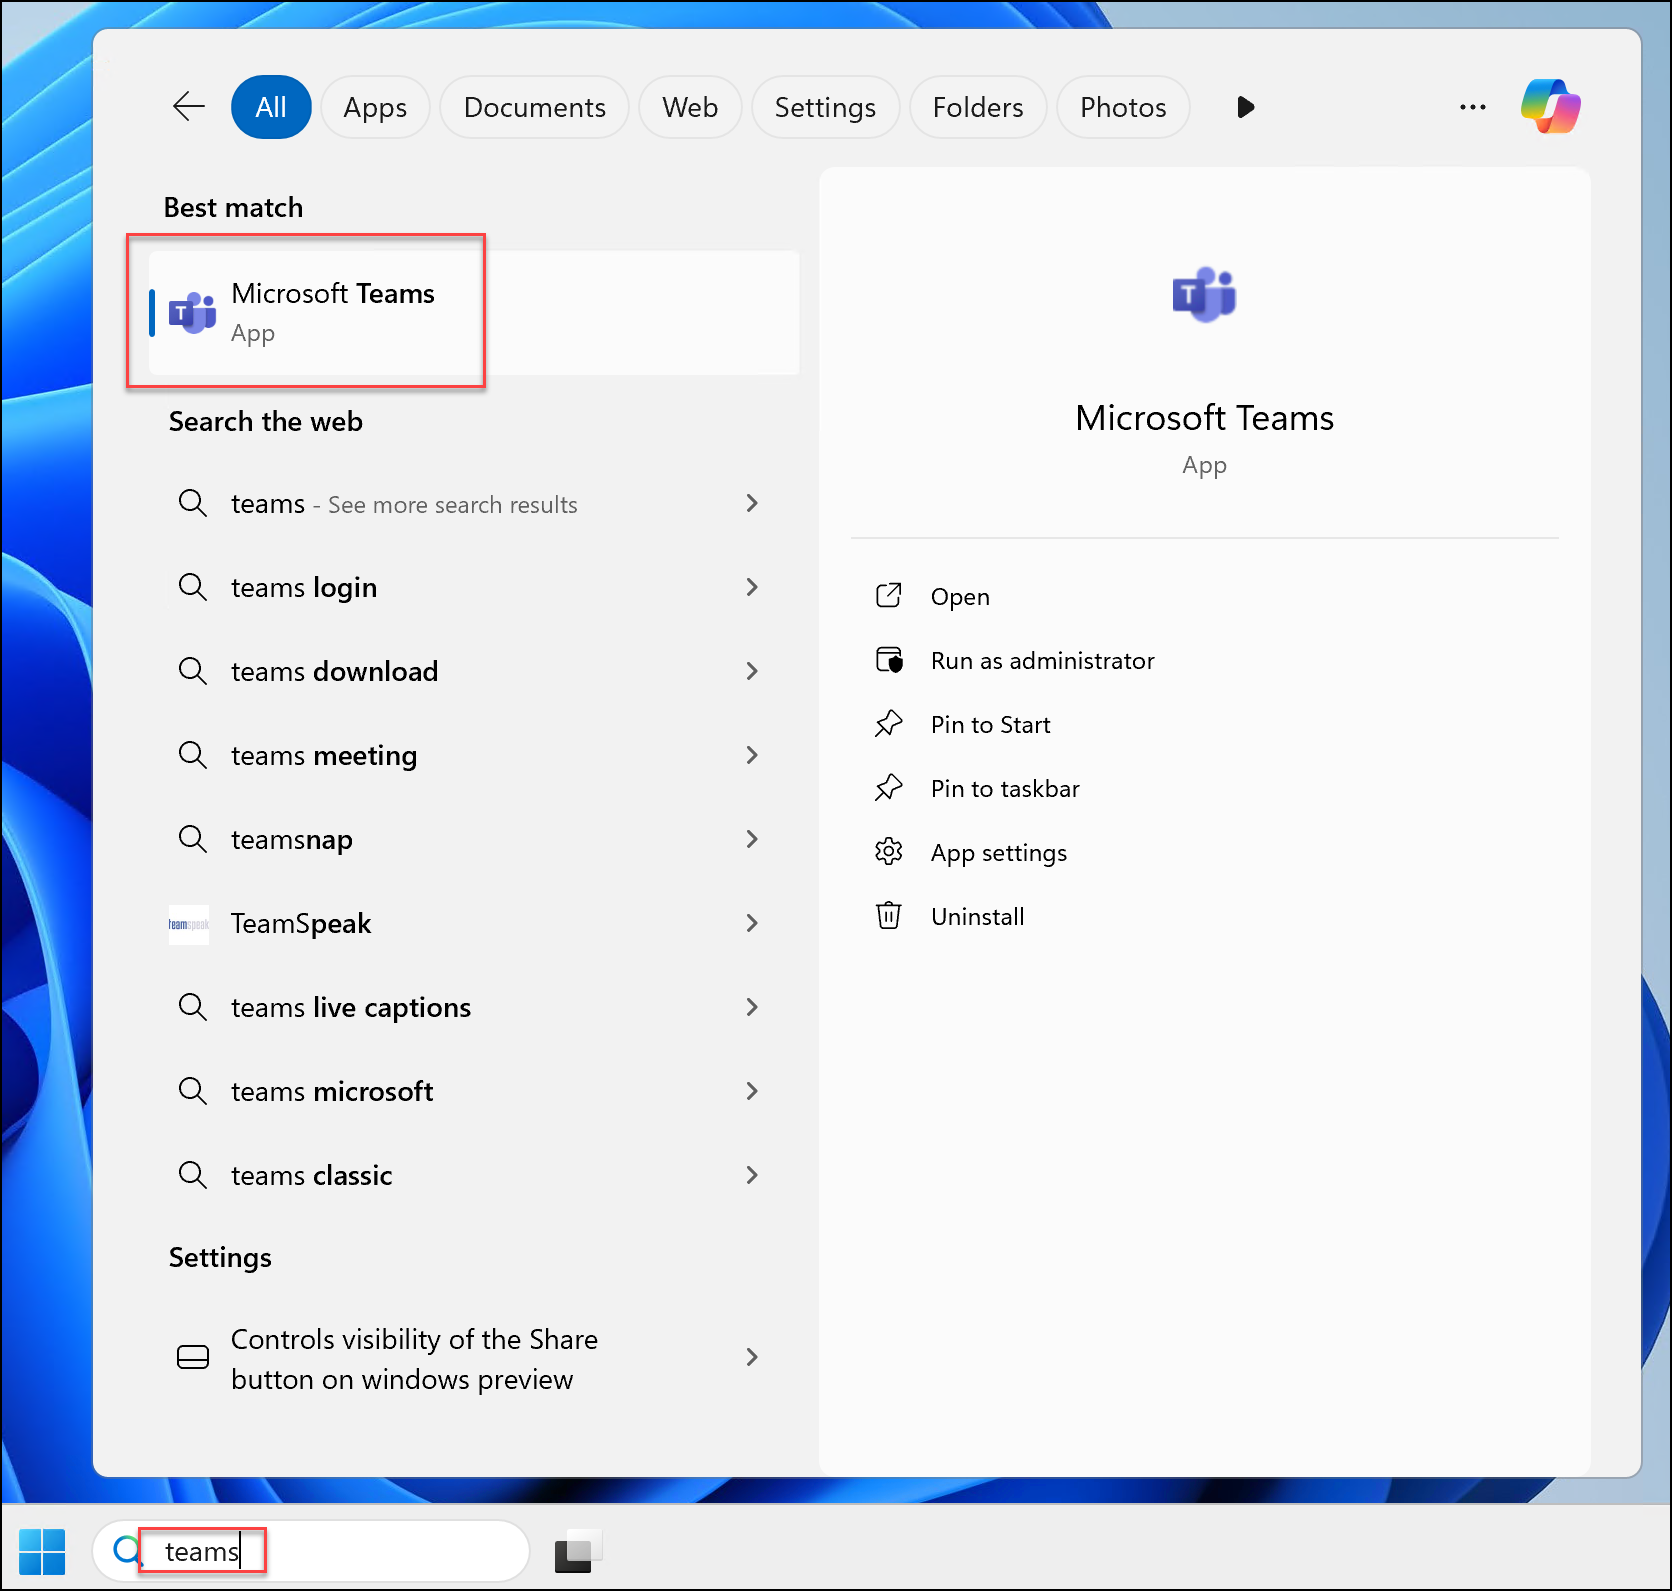 All
Apps
Documents
Web
Settings
Folders
Photos
Best match
Microsoft Teams
App
Search the web
teams - See more search results
teams login
teams download
teams meeting
teamsnap
teamspeak
TeamSpeak
teams live captions
teams microsoft
teams classic
Settings
Controls visibility of the Share
button on windows preview
T
Microsoft Teams
App
T
Open
Run as administrator
Pin to Start
Pin to taskbar
App settings
Uninstall
teams